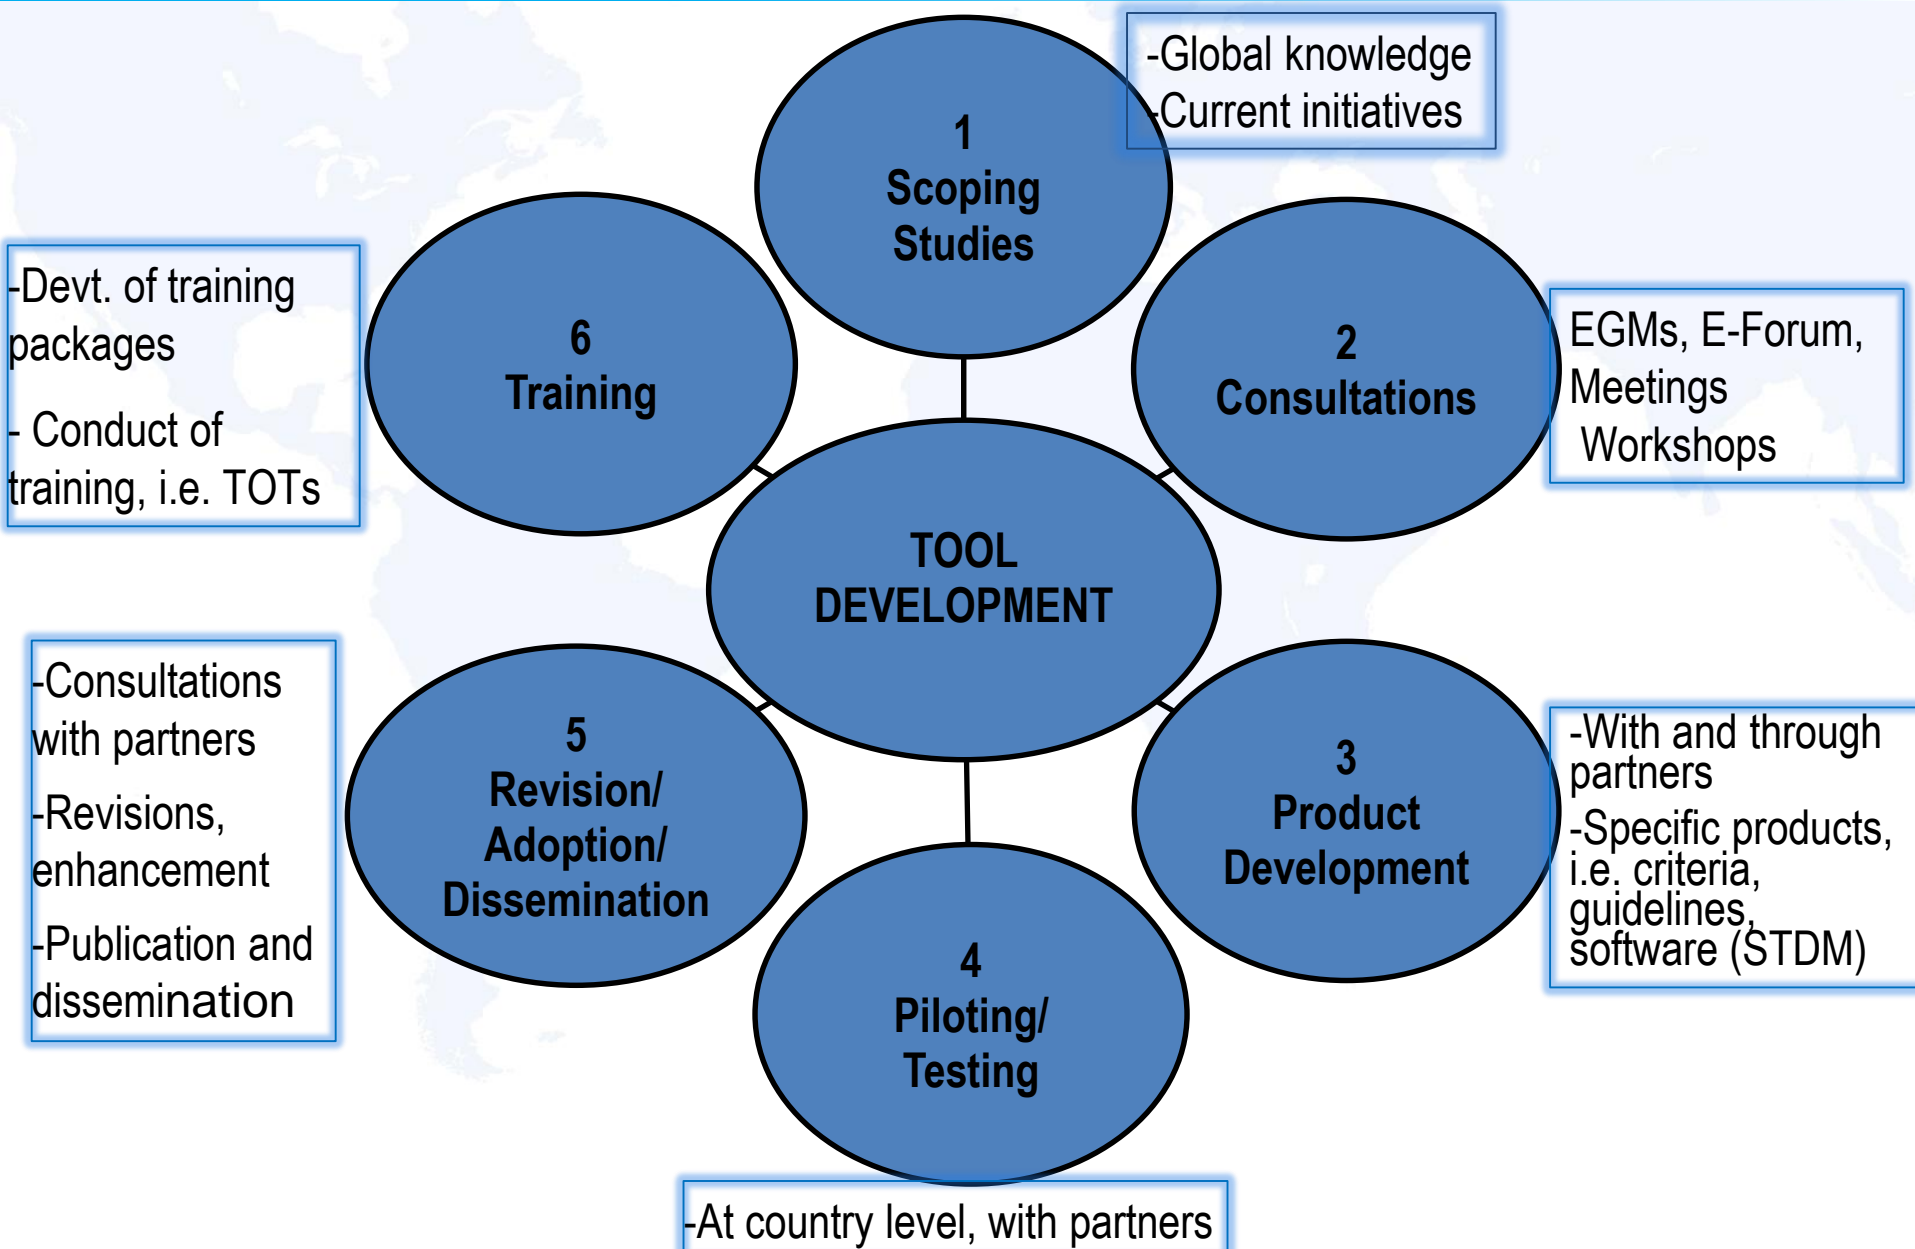 1
Scoping
Studies
-Global knowledge
-Current initiatives
2
Consultations
EGMs, E-Forum,
Meetings
Workshops
TOOL
DEVELOPMENT
3
Product
Development
-With and through
partners
-Specific products,
i.e. criteria,
guidelines,
software (STDM)
4
Piloting/
Testing
-At country level, with partners
5
Revision/
Adoption/
Dissemination
-Consultations
with partners
-Revisions,
enhancement
-Publication and
dissemination
6
Training
-Devt. of training
packages
- Conduct of
training, i.e. TOTs